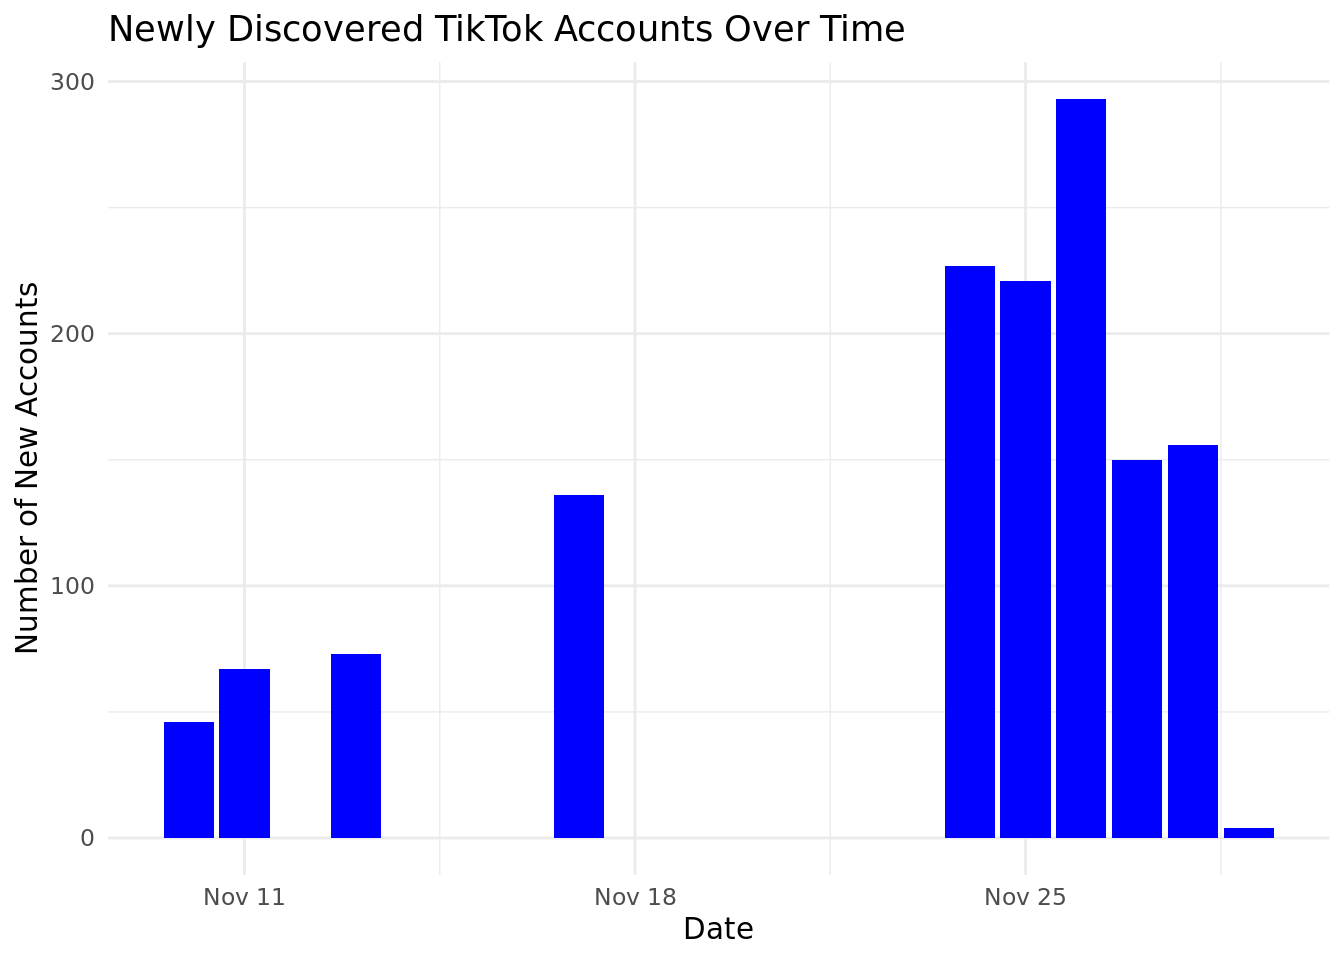 Newly Discovered TikTok Accounts Over Time
Number of New Accounts
300
200
100
0
Nov 11
Nov 18
Nov 25
Date